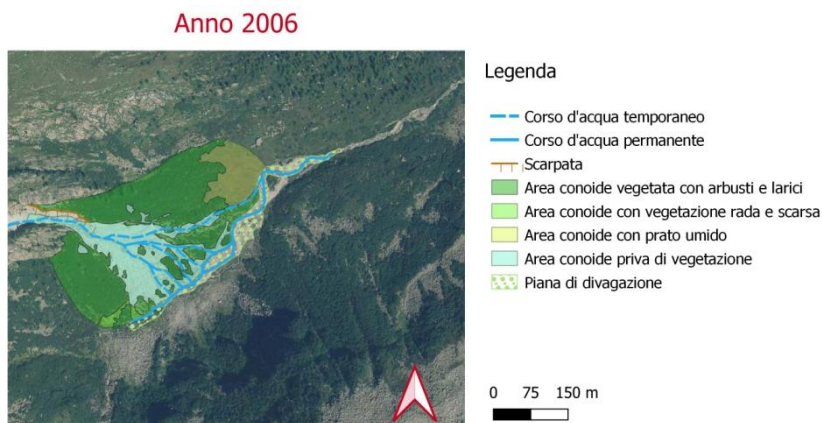 Anno 2006
Legenda
Corso d'acqua temporaneo
Corso d'acqua permanente
Scarpata
Area conoide vegetata con arbusti e larici
Area conoide con vegetazione rada e scarsa
Area conoide con prato umido
Area conoide priva di vegetazione
Piana di divagazione
0 75 150 m